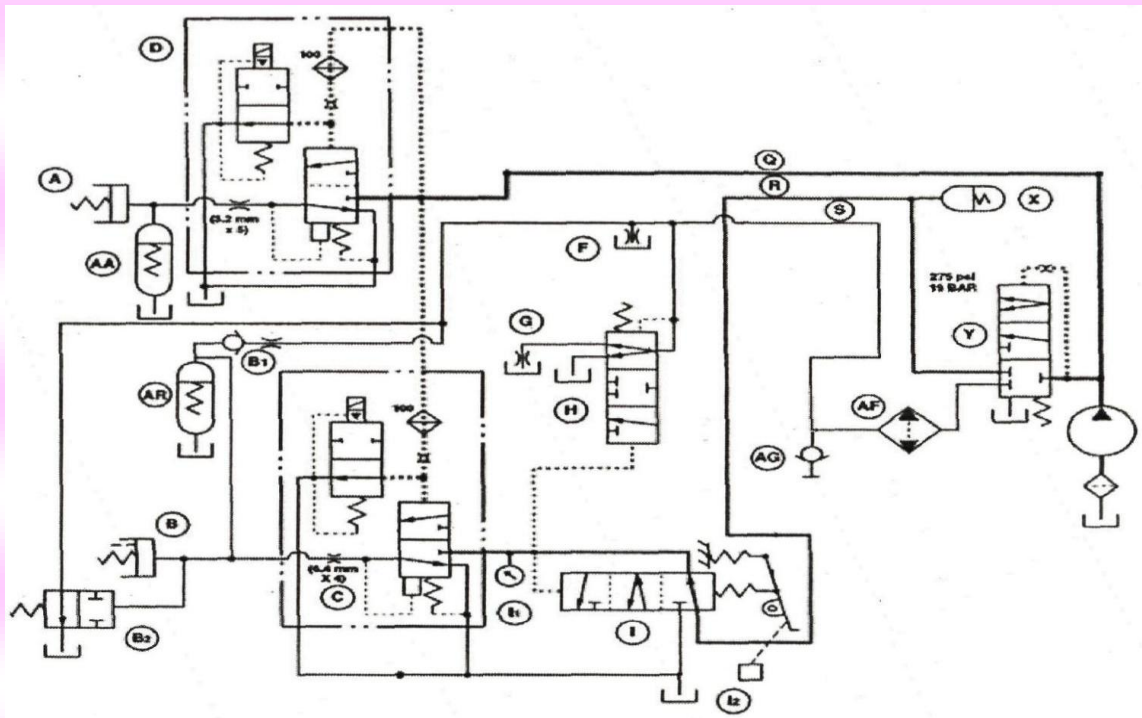 D
100
A
Q
R
X
S
(3.2 mm
x 5)
F
AA
275 psi
19 BAR
G
Y
B1
AR
100
H
AF
AG
B
(6.4 mm
X 4)
C
I1
I
B2
I2